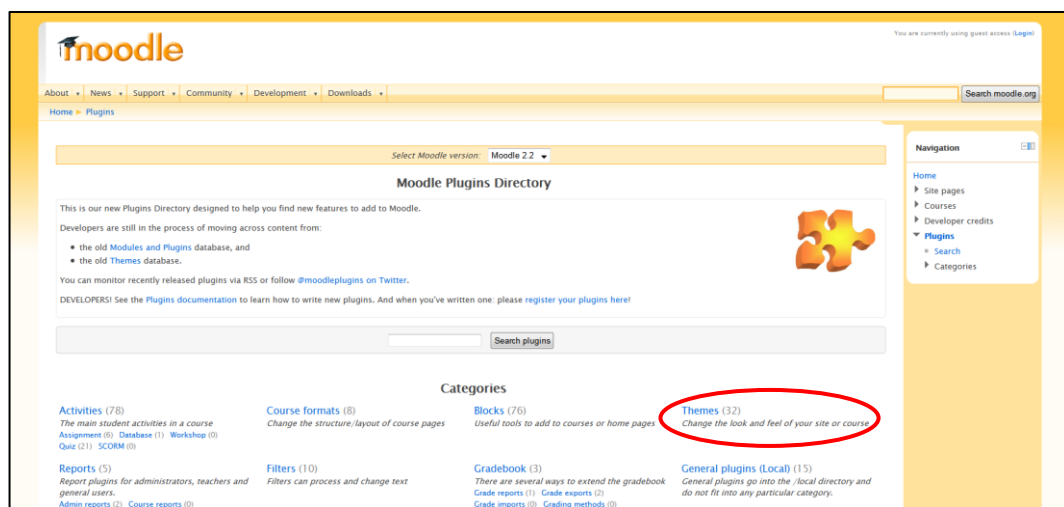 moodle
You are currently using guest access (Login)
About News Support Community Development Downloads
Search moodle.org
Home Plugins
Select Moodle version: Moodle 2.2
Moodle Plugins Directory
This is our new Plugins Directory designed to help you find new features to add to Moodle.
Developers are still in the process of moving across content from:
the old Modules and Plugins database, and
the old Themes database.
You can monitor recently released plugins via RSS or follow @moodleplugins on Twitter.
DEVELOPERS! See the Plugins documentation to learn how to write new plugins. And when you've written one: please register your plugins here!
Search plugins
Navigation
Home
Site pages
Courses
Developer credits
Plugins
Search
Categories
Categories
Activities (78)
The main student activities in a course
Assignment (6) Database (1) Workshop (0)
Quiz (21) SCORM (0)
Course formats (8)
Change the structure/layout of course pages
Blocks (76)
Useful tools to add to courses or home pages
Themes (32)
Change the look and feel of your site or course
Reports (5)
Report plugins for administrators, teachers and
general users.
Admin reports (2) Course reports (0)
Filters (10)
Filters can process and change text
Gradebook (3)
There are several ways to extend the gradebook
Grade reports (1) Grade exports (2)
Grade imports (0) Grading methods (0)
General plugins (Local) (15)
General plugins go into the /local directory and
do not fit into any particular category.